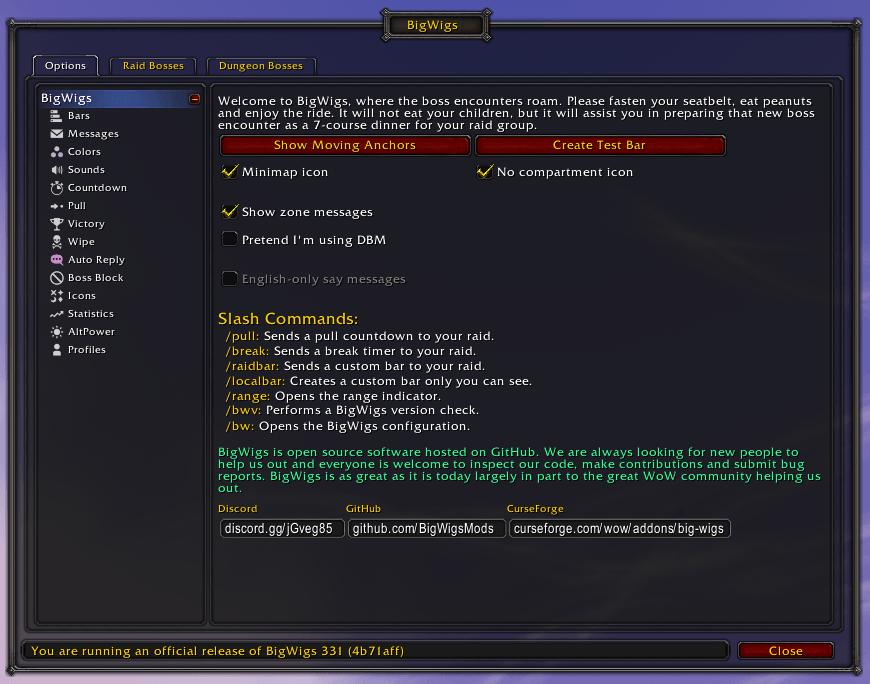 BigWigs
Options
Raid Bosses
Dungeon Bosses
BigWigs
Bars
Messages
Colors
Sounds
Countdown
Pull
Victory
Wipe
Auto Reply
Boss Block
Icons
Statistics
AltPower
Profiles
Welcome to BigWigs, where the boss encounters roam. Please fasten your seatbelt, eat peanuts
and enjoy the ride. It will not eat your children, but it will assist you in preparing that new boss
encounter as a 7-course dinner for your raid group.
Show Moving Anchors
Create Test Bar
Minimap icon
No compartment icon
Show zone messages
Pretend I'm using DBM
English-only say messages
Slash Commands:
/pull: Sends a pull countdown to your raid.
/break: Sends a break timer to your raid.
/raidbar: Sends a custom bar to your raid.
/localbar: Creates a custom bar only you can see.
/range: Opens the range indicator.
/bwv: Performs a BigWigs version check.
/bw: Opens the BigWigs configuration.
BigWigs is open source software hosted on GitHub. We are always looking for new people to
help us out and everyone is welcome to inspect our code, make contributions and submit bug
reports. BigWigs is as great as it is today largely in part to the great WoW community helping us
out.
Discord
GitHub
CurseForge
discord.gg/jGveg85
github.com/BigWigsMods
curseforge.com/wow/addons/big-wigs
You are running an official release of BigWigs 331 (4b71aff)
Close